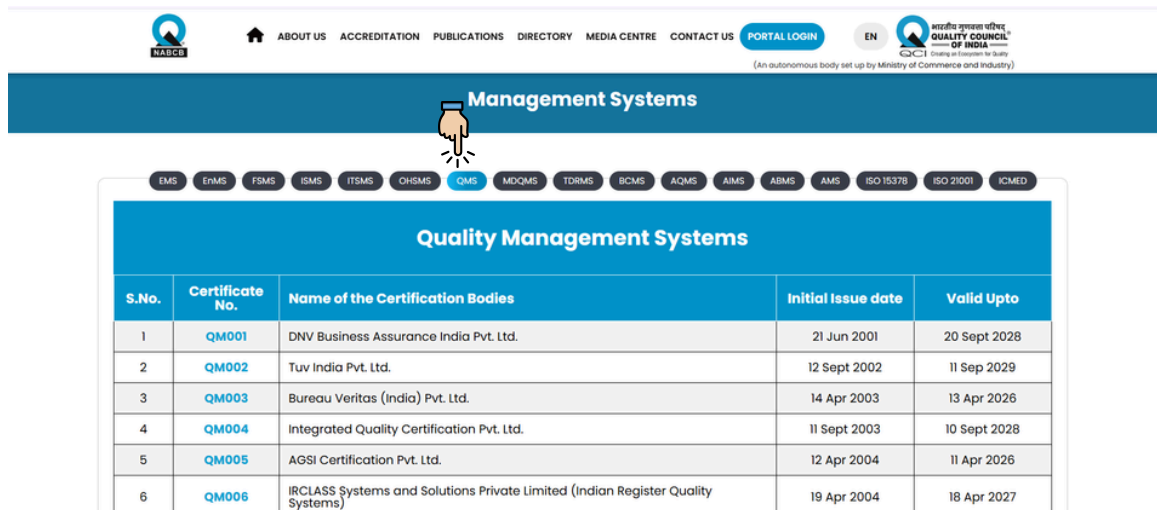 NABCB
ABOUT US ACCREDITATION PUBLICATIONS DIRECTORY MEDIA CENTRE CONTACT US PORTAL LOGIN EN
भारतीय गुणवत्ता परिषद्
QUALITY COUNCIL
OF INDIA
QCI Creating an Ecosystem for Quality
(An autonomous body set up by Ministry of Commerce and Industry)
Management Systems
EMS EnMS FSMS ISMS ITSMS OHSMS QMS MDQMS TDRMS BCMS AQMS AIMS ABMS AMS ISO 15378 ISO 21001 ICMED
Quality Management Systems
S.No. Certificate No. Name of the Certification Bodies Initial Issue date Valid Upto
1 QM001 DNV Business Assurance India Pvt. Ltd. 21 Jun 2001 20 Sept 2028
2 QM002 Tuv India Pvt. Ltd. 12 Sept 2002 11 Sep 2029
3 QM003 Bureau Veritas (India) Pvt. Ltd. 14 Apr 2003 13 Apr 2026
4 QM004 Integrated Quality Certification Pvt. Ltd. 11 Sept 2003 10 Sept 2028
5 QM005 AGSI Certification Pvt. Ltd. 12 Apr 2004 11 Apr 2026
6 QM006 IRCLASS Systems and Solutions Private Limited (Indian Register Quality Systems) 19 Apr 2004 18 Apr 2027